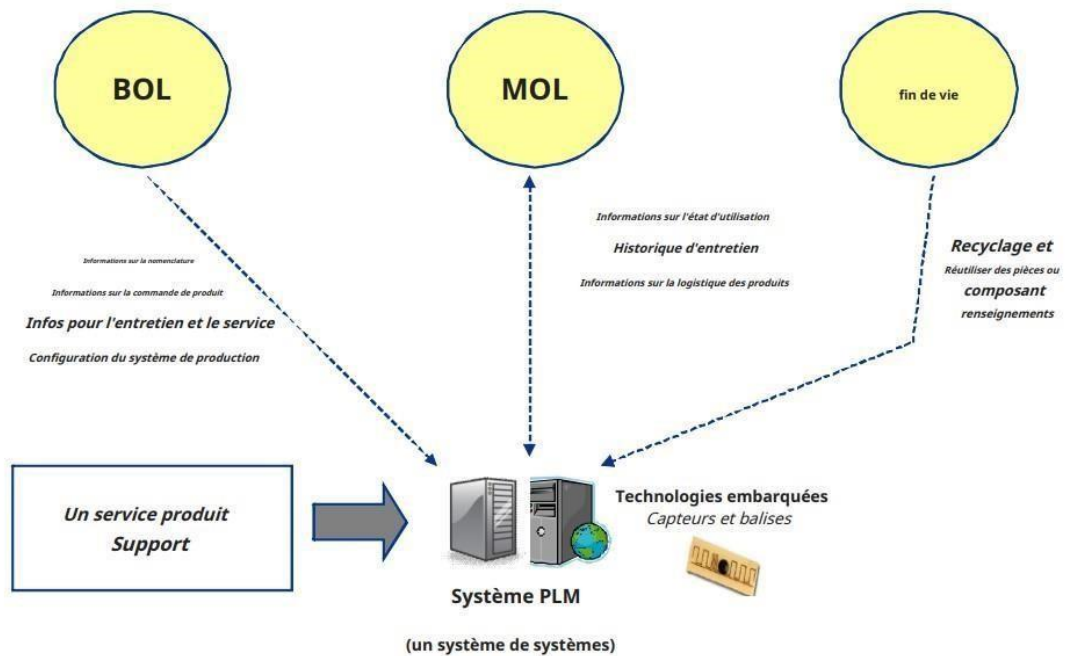 BOL
MOL
fin de vie
Informations sur la nomenclature
Informations sur la commande de produit
Infos pour l'entretien et le service
Configuration du système de production
Informations sur l'état d'utilisation
Historique d'entretien
Informations sur la logistique des produits
Recyclage et
Réutiliser des pièces ou
composant
renseignements
Un service produit
Support
Technologies embarquées
Capteurs et balises
Système PLM
(un système de systèmes)